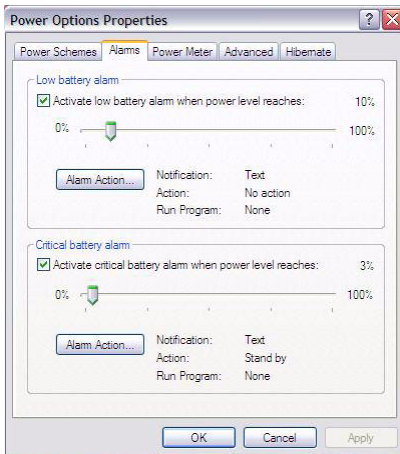 Power Options Properties
Power Schemes Alarms Power Meter Advanced Hibernate
Low battery alarm
Activate low battery alarm when power level reaches: 10%
0% 100%
Alarm Action... Notification: Text
Action: No action
Run Program: None
Critical battery alarm
Activate critical battery alarm when power level reaches: 3%
0% 100%
Alarm Action... Notification: Text
Action: Stand by
Run Program: None
OK Cancel Apply